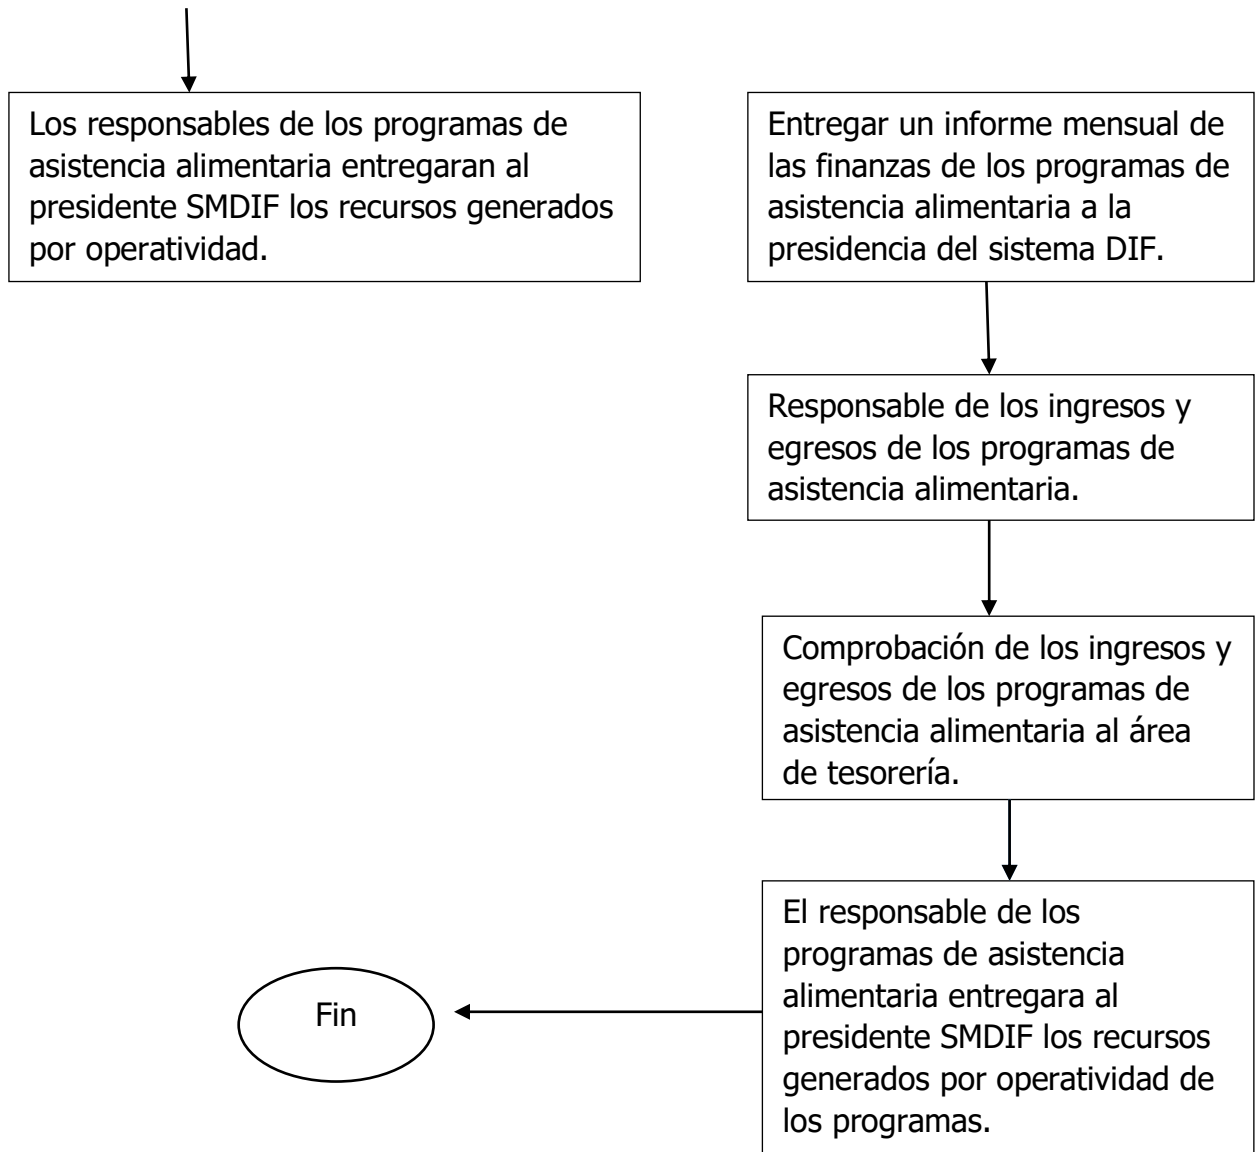 Los responsables de los programas de
asistencia alimentaria entregaran al
presidente SMDIF los recursos generados
por operatividad.
Entregar un informe mensual de
las finanzas de los programas de
asistencia alimentaria a la
presidencia del sistema DIF.
Responsable de los ingresos y
egresos de los programas de
asistencia alimentaria.
Comprobación de los ingresos y
egresos de los programas de
asistencia alimentaria al área
de tesorería.
El responsable de los
programas de asistencia
alimentaria entregara al
presidente SMDIF los recursos
generados por operatividad de
los programas.
Fin